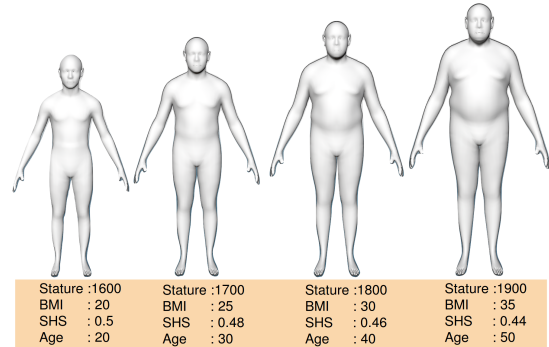 Stature :1600
BMI : 20
SHS : 0.5
Age : 20
Stature :1700
BMI : 25
SHS : 0.48
Age : 30
Stature :1800
BMI : 30
SHS : 0.46
Age : 40
Stature :1900
BMI : 35
SHS : 0.44
Age : 50